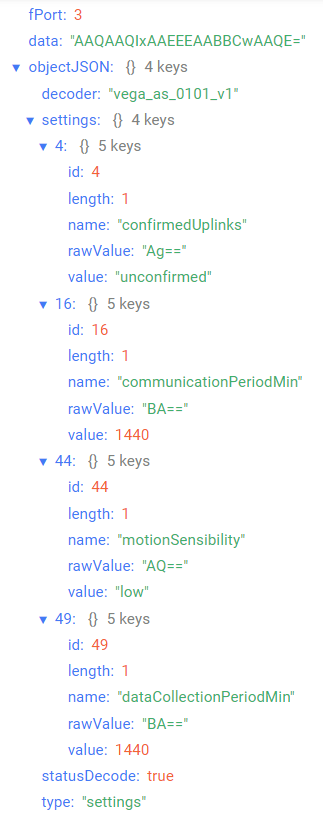 fPort: 3
data: "AAQAAQIxAAEEEAABBCwAAQE="
▼ objectJSON: {} 4 keys
decoder: "vega_as_0101_v1"
▼ settings: {} 4 keys
▼ 4: {} 5 keys
id: 4
length: 1
name: "confirmedUplinks"
rawValue: "Ag=="
value: "unconfirmed"
▼ 16: {} 5 keys
id: 16
length: 1
name: "communicationPeriodMin"
rawValue: "BA=="
value: 1440
▼ 44: {} 5 keys
id: 44
length: 1
name: "motionSensibility"
rawValue: "AQ=="
value: "low"
▼ 49: {} 5 keys
id: 49
length: 1
name: "dataCollectionPeriodMin"
rawValue: "BA=="
value: 1440
statusDecode: true
type: "settings"